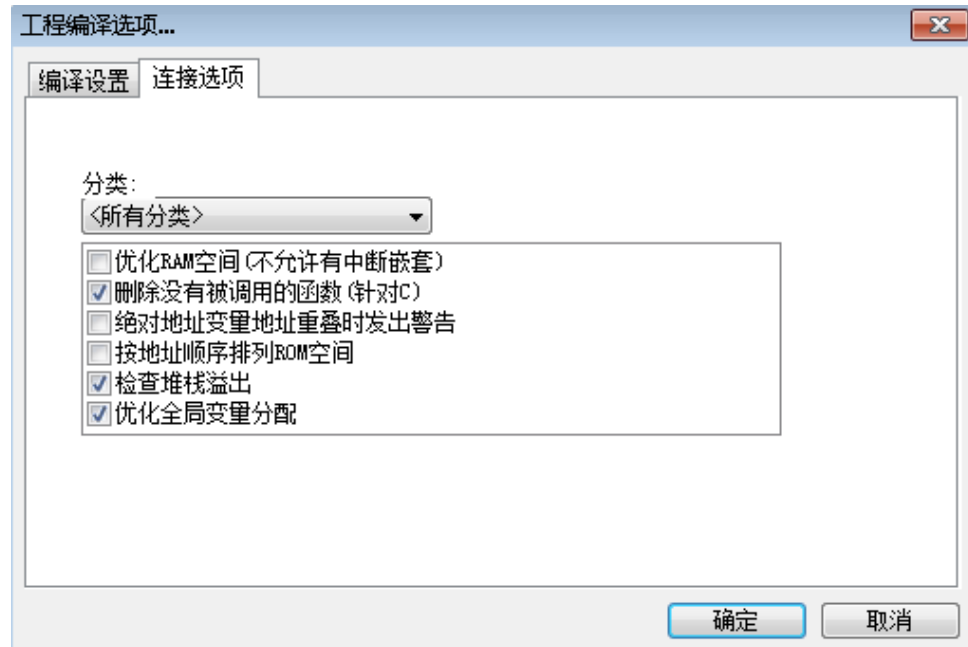 工程编译选项...
编译设置 连接选项
分类:
<所有分类>
优化RAM空间(不允许有中断嵌套)
删除没有被调用的函数(针对C)
绝对地址变量地址重叠时发出警告
按地址顺序排列ROM空间
检查堆栈溢出
优化全局变量分配
确定 取消